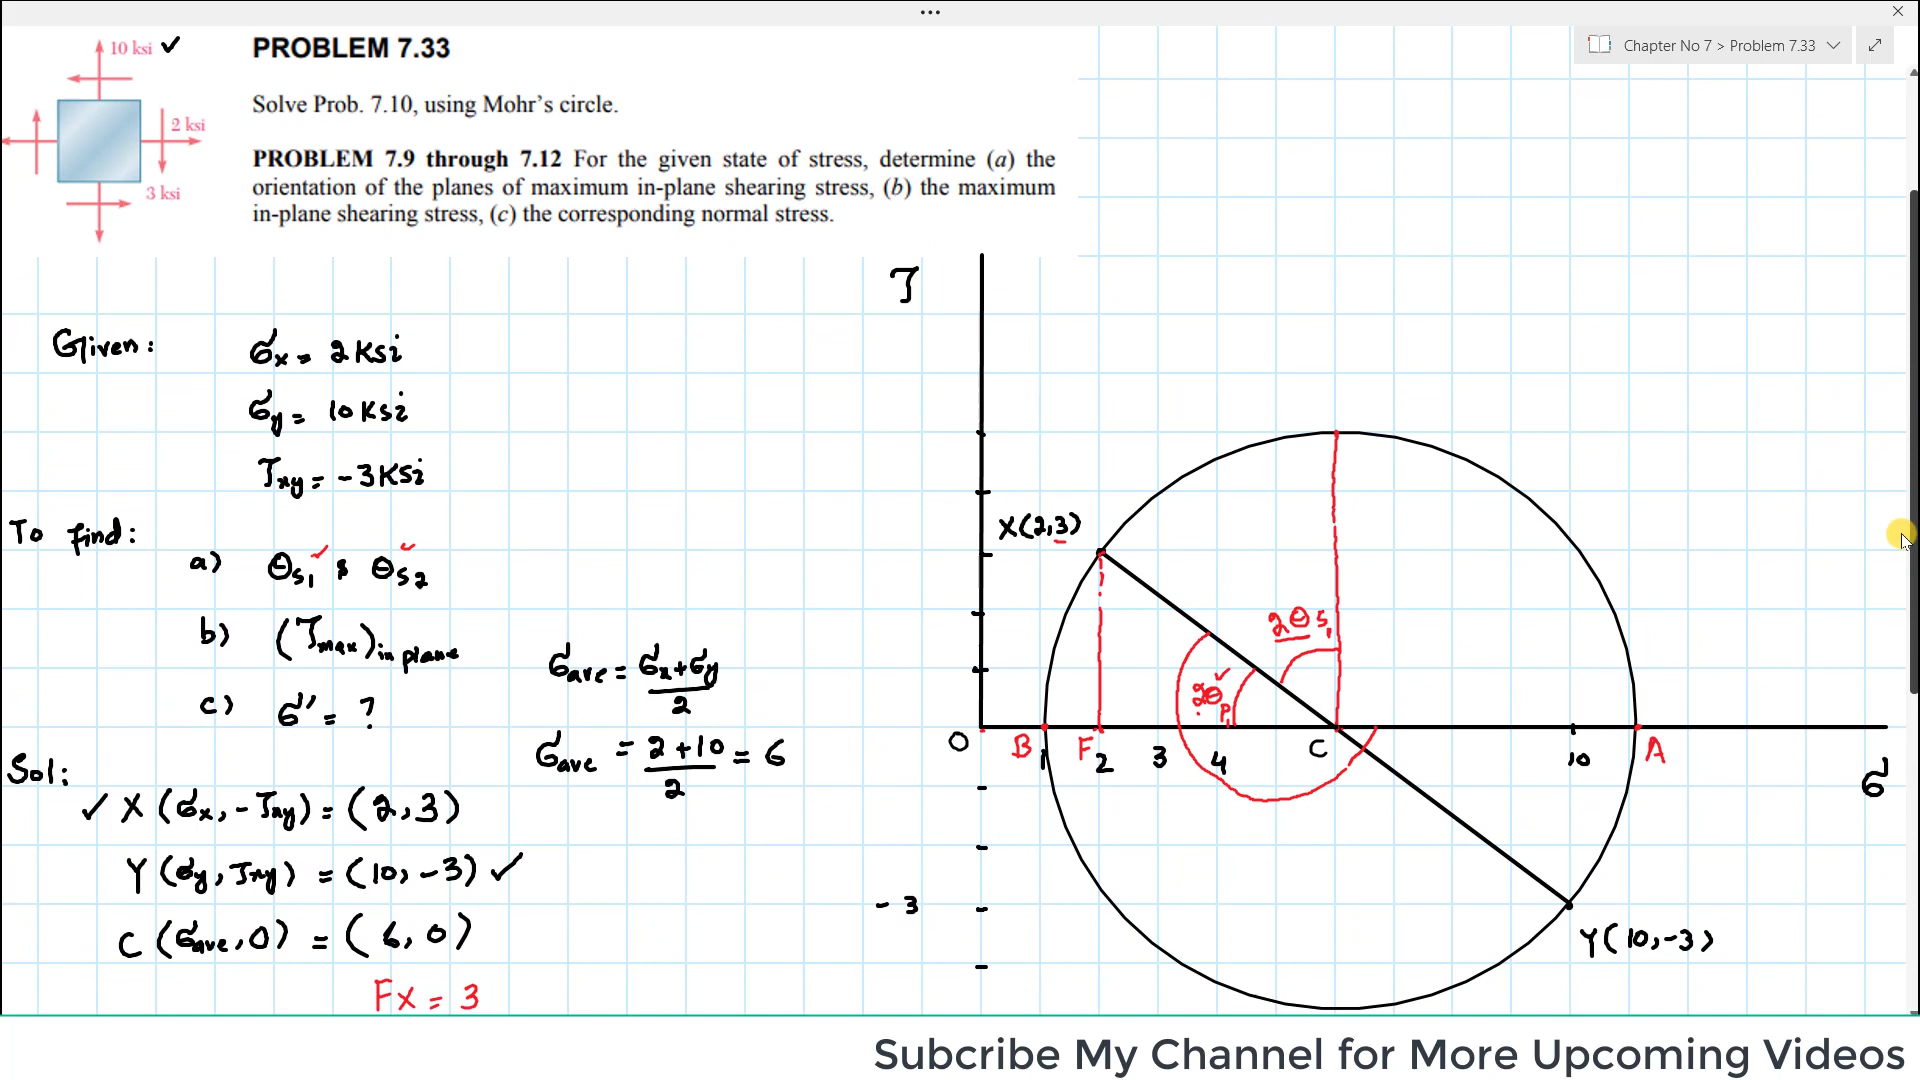 ...
Chapter No 7 > Problem 7.33
10 ksi ✓
2 ksi
3 ksi
PROBLEM 7.33
Solve Prob. 7.10, using Mohr's circle.
PROBLEM 7.9 through 7.12 For the given state of stress, determine (a) the
orientation of the planes of maximum in-plane shearing stress, (b) the maximum
in-plane shearing stress, (c) the corresponding normal stress.
Given:
σx = 2 Ksi
σy = 10 Ksi
τxy = -3 Ksi
To find:
a) θs1 & θs2
b) (τmax) in plane
c) σ' = ?
σave = σx+σy / 2
σave = 2+10 / 2 = 6
Sol:
✓ X (σx, -τxy) = (2,3)
Y (σy, τxy) = (10, -3) ✓
C (σave, 0) = (6, 0)
FX = 3
τ
X(2,3)
2θs1
2θp1
O
B
1
F
2
3
4
C
10
A
σ
-3
Y(10,-3)
Subcribe My Channel for More Upcoming Videos